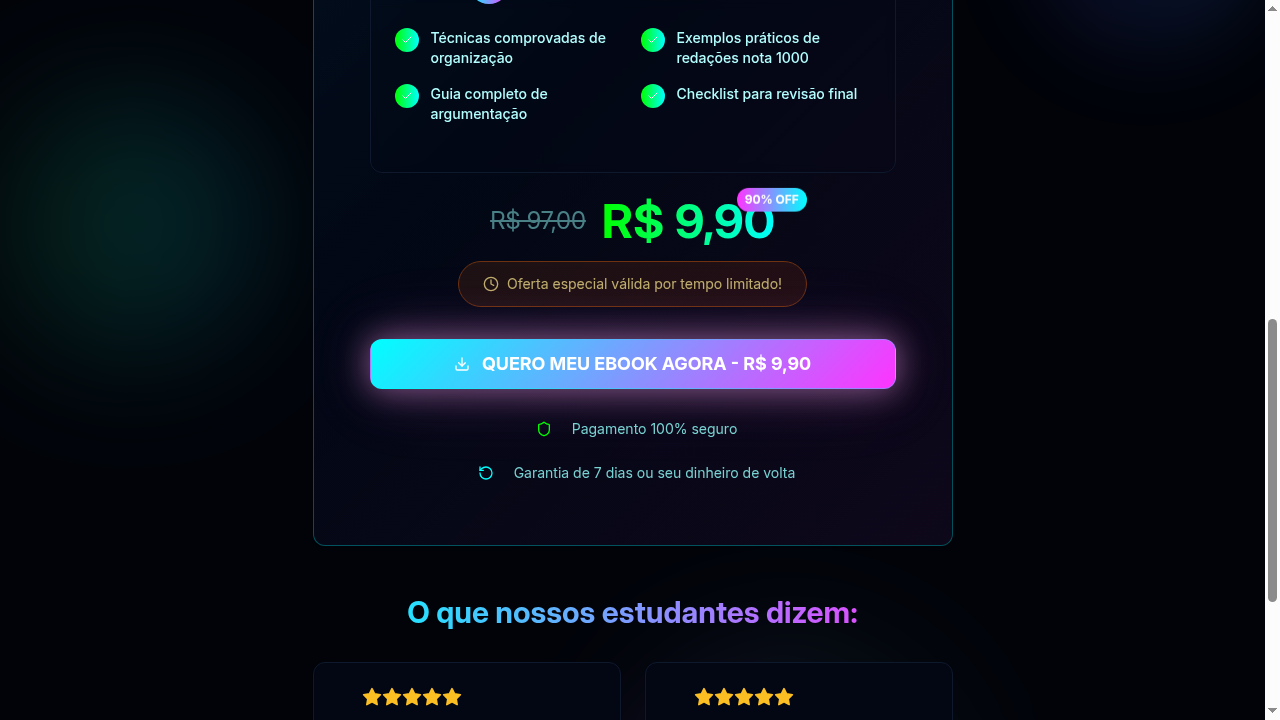 Técnicas comprovadas de
organização
Exemplos práticos de
redações nota 1000
Guia completo de
argumentação
Checklist para revisão final
R$ 97,00
R$ 9,90
90% OFF
Oferta especial válida por tempo limitado!
QUERO MEU EBOOK AGORA - R$ 9,90
Pagamento 100% seguro
Garantia de 7 dias ou seu dinheiro de volta
O que nossos estudantes dizem: